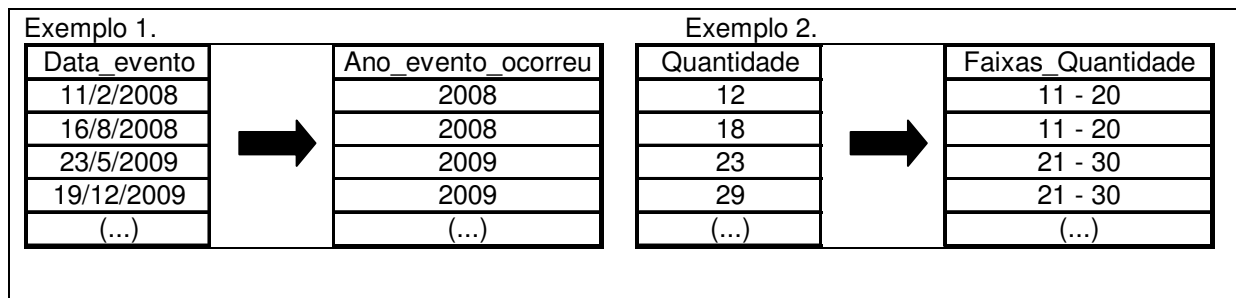 Exemplo 1. Exemplo 2.
Data_evento Ano_evento_ocorreu Quantidade Faixas_Quantidade
11/2/2008 2008 12 11 - 20
16/8/2008 2008 18 11 - 20
23/5/2009 2009 23 21 - 30
19/12/2009 2009 29 21 - 30
(...) (...) (...) (...)